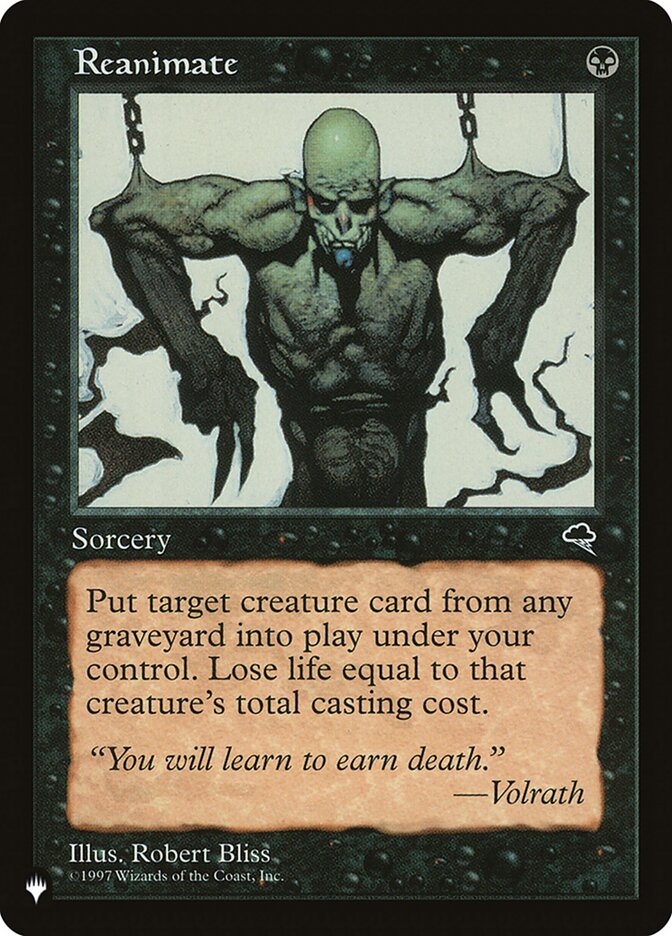 Reanimate
Sorcery
Put target creature card from any
graveyard into play under your
control. Lose life equal to that
creature's total casting cost.
“You will learn to earn death.”
—Volrath
Illus. Robert Bliss
©1997 Wizards of the Coast, Inc.